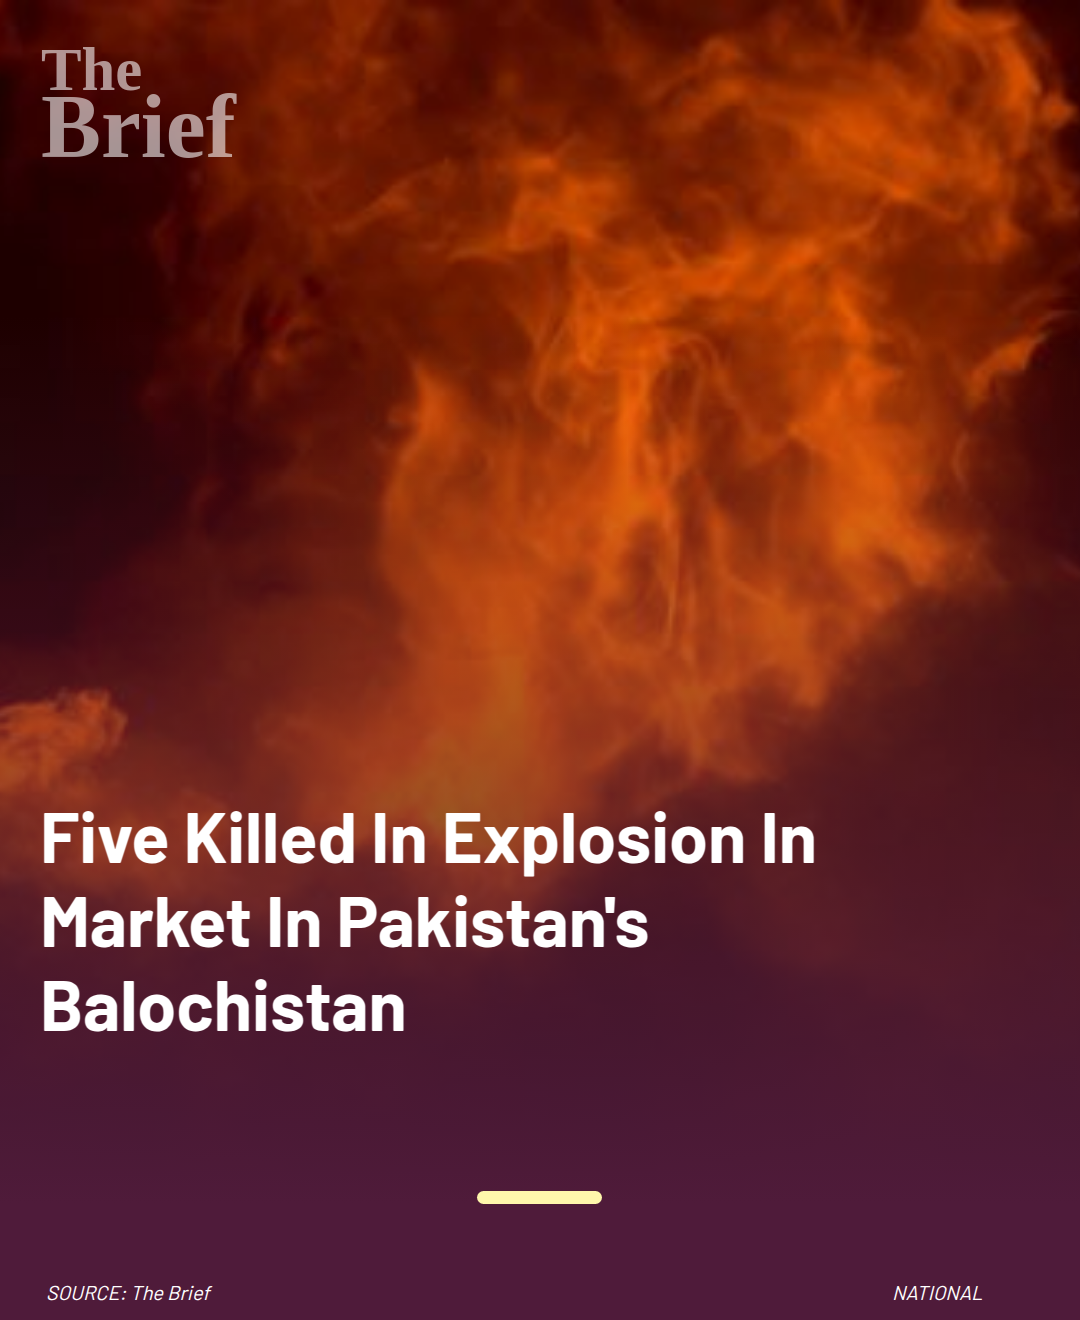 The
Brief
Five Killed In Explosion In
Market In Pakistan's
Balochistan
SOURCE: The Brief
NATIONAL